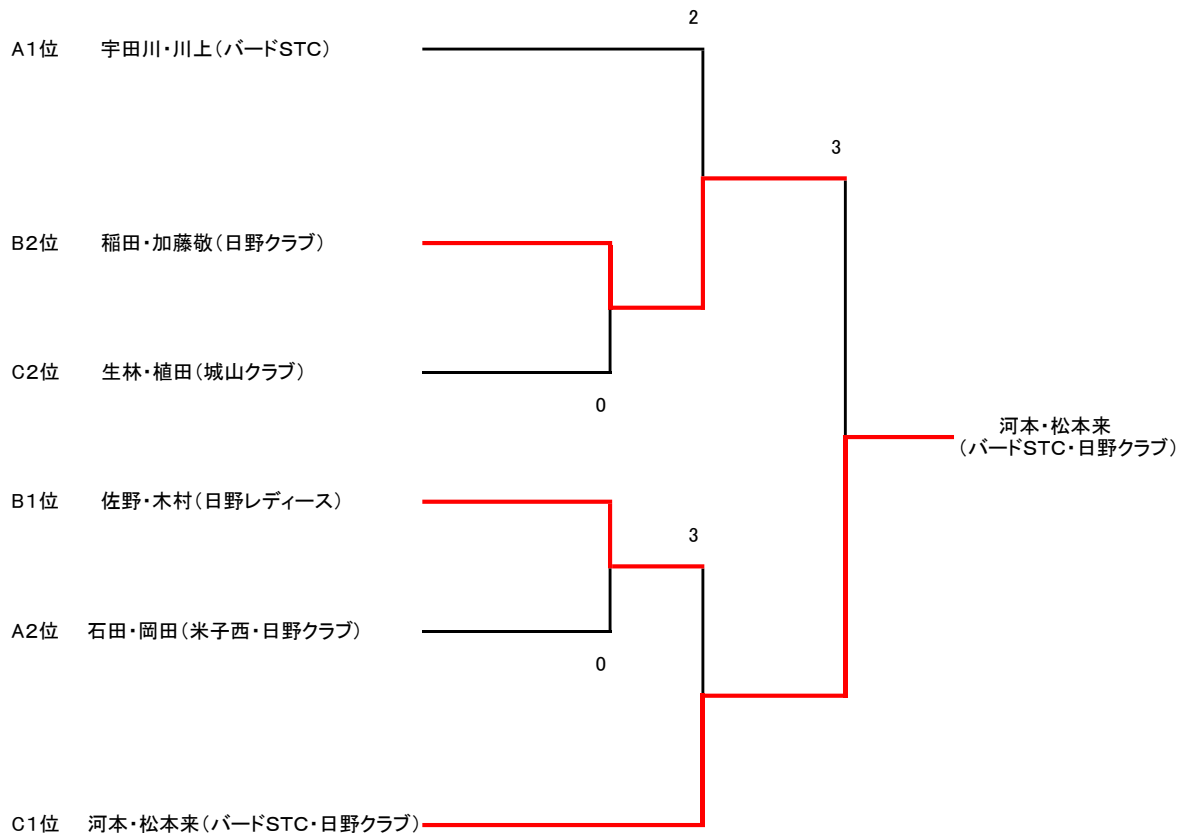 2
A1位 宇田川・川上(バードSTC)
3
B2位 稲田・加藤敬(日野クラブ)
C2位 生林・植田(城山クラブ)
0
河本・松本来
(バードSTC・日野クラブ)
B1位 佐野・木村(日野レディース)
3
A2位 石田・岡田(米子西・日野クラブ)
0
C1位 河本・松本来(バードSTC・日野クラブ)